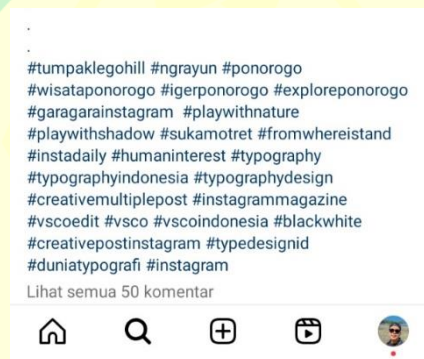 .
.
#tumpaklegohill #ngrayun #ponorogo
#wisataponorogo #igerponorogo #exploreponorogo
#garagarainstagram #playwithnature
#playwithshadow #sukamotret #fromwhereistand
#instadaily #humaninterest #typography
#typographyindonesia #typographydesign
#creativemultiplepost #instagrammagazine
#vscoedit #vsco #vscoindonesia #blackwhite
#creativepostinstagram #typedesignid
#duniatypografi #instagram
Lihat semua 50 komentar